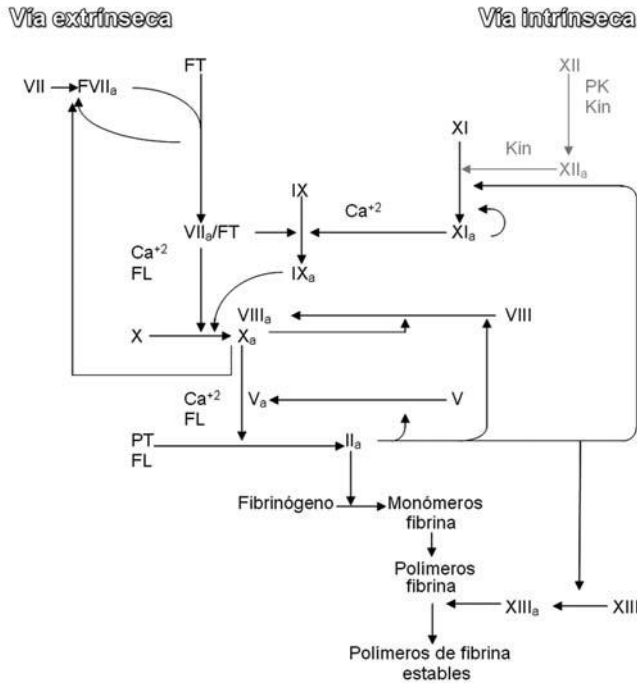 Vía extrínseca
Vía intrínseca
FT
XII
VII
FVIIa
PK
Kin
XI
Kin
XIIa
IX
Ca+2
VIIa/FT
XIa
Ca+2
FL
IXa
VIIIa
VIII
X
Xa
Ca+2
FL
Va
V
PT
FL
IIa
Fibrinógeno
Monómeros
fibrina
Polimeros
fibrina
XIIIa
XIII
Polimeros de fibrina
estables